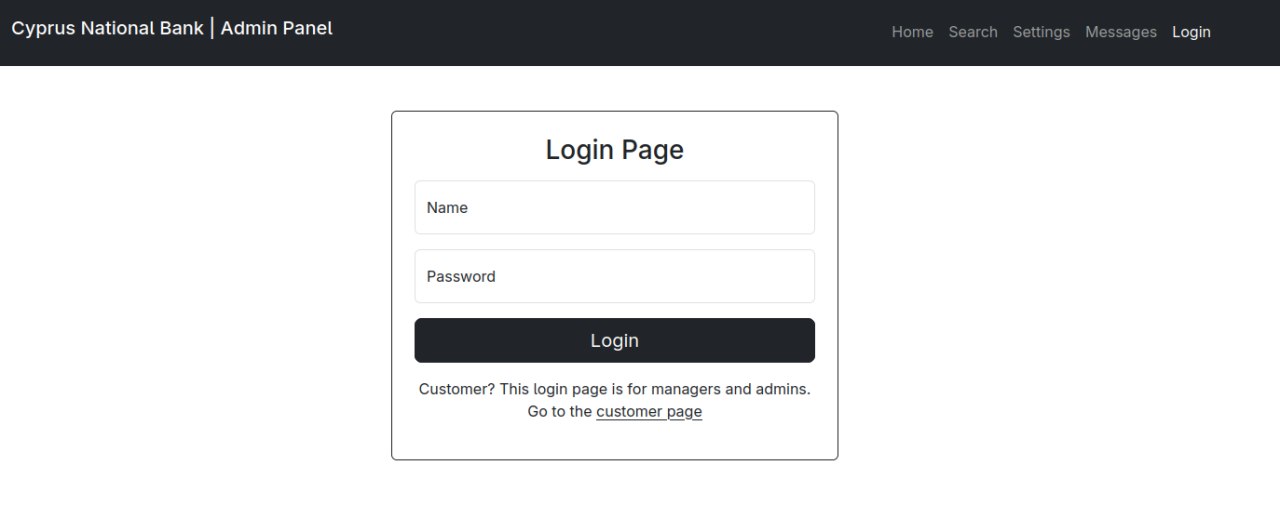 Cyprus National Bank | Admin Panel
Home Search Settings Messages Login
Login Page
Name
Password
Login
Customer? This login page is for managers and admins.
Go to the customer page